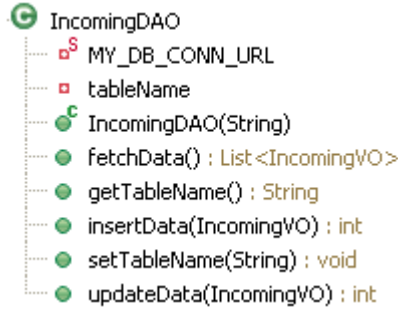 IncomingDAO
MY_DB_CONN_URL
tableName
IncomingDAO(String)
fetchData() : List<IncomingVO>
getTableName() : String
insertData(IncomingVO) : int
setTableName(String) : void
updateData(IncomingVO) : int